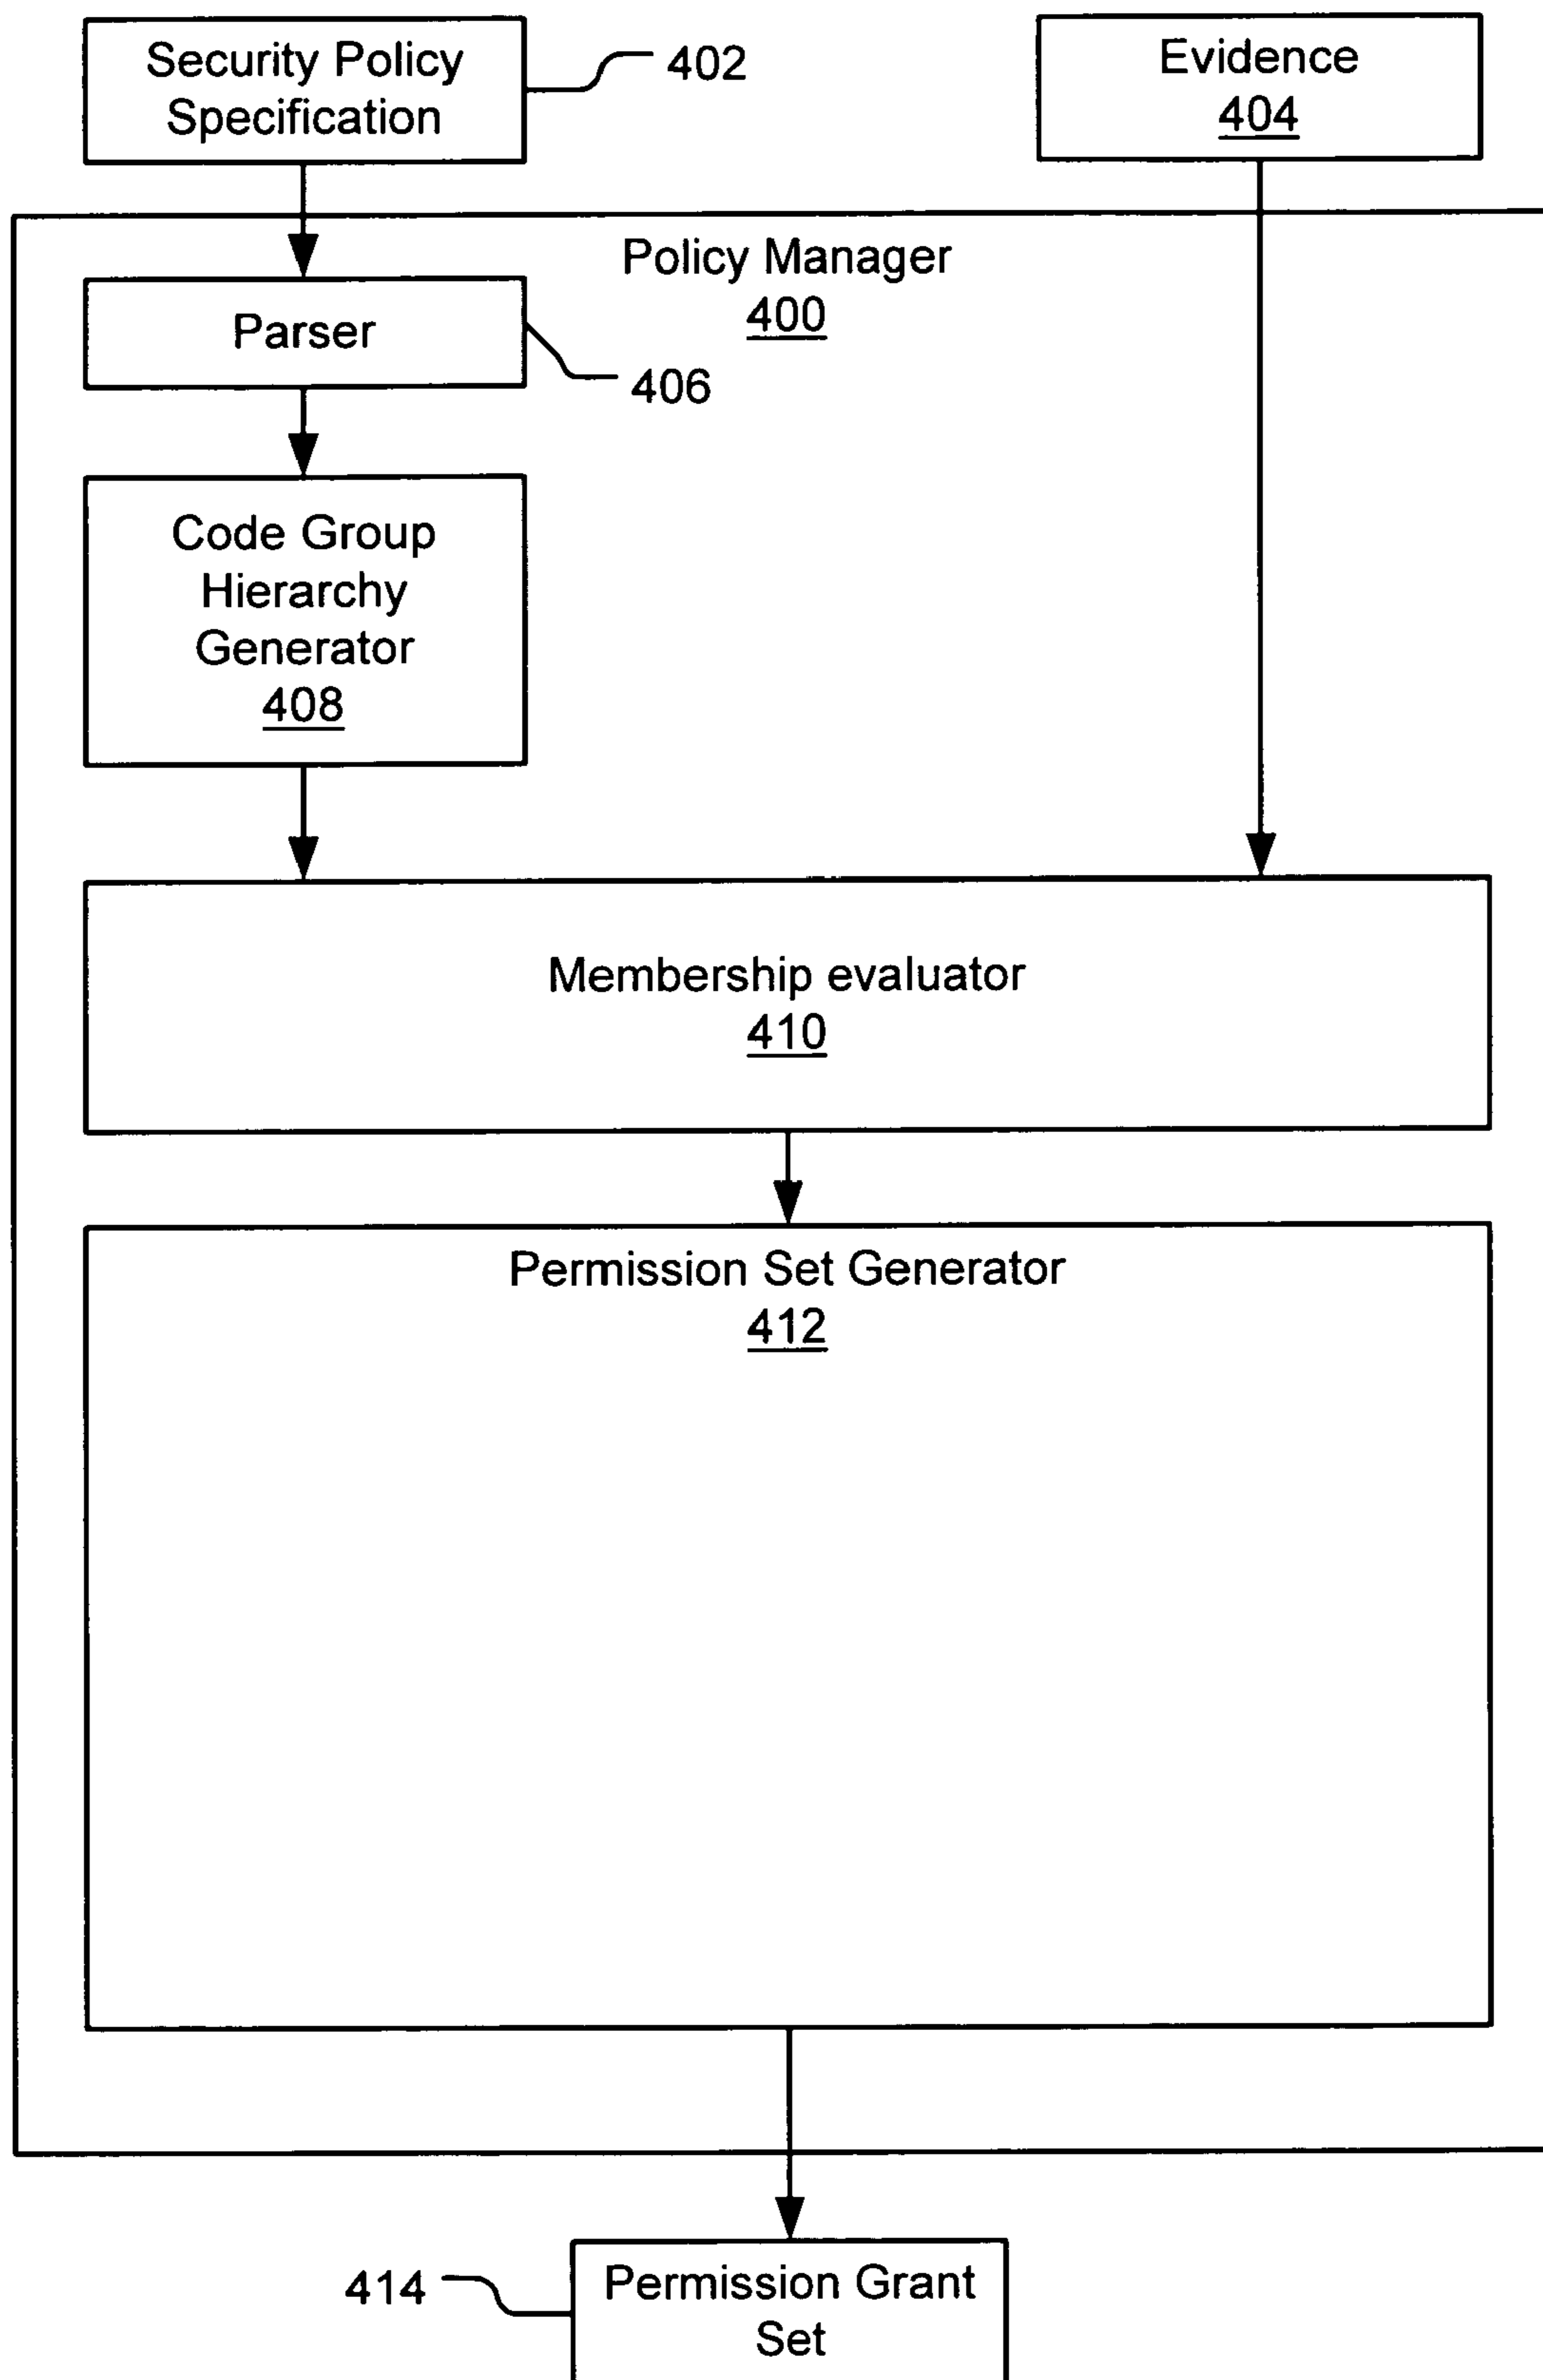 Security Policy
Specification
402
Evidence
404
Policy Manager
400
Parser
406
Code Group
Hierarchy
Generator
408
Membership evaluator
410
Permission Set Generator
412
414
Permission Grant
Set